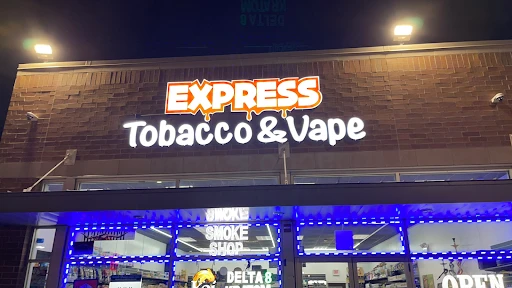 EXPRESS
Tobacco & Vape
SMOKE
SMOKE
SHOP
DELTA 8
OPEN